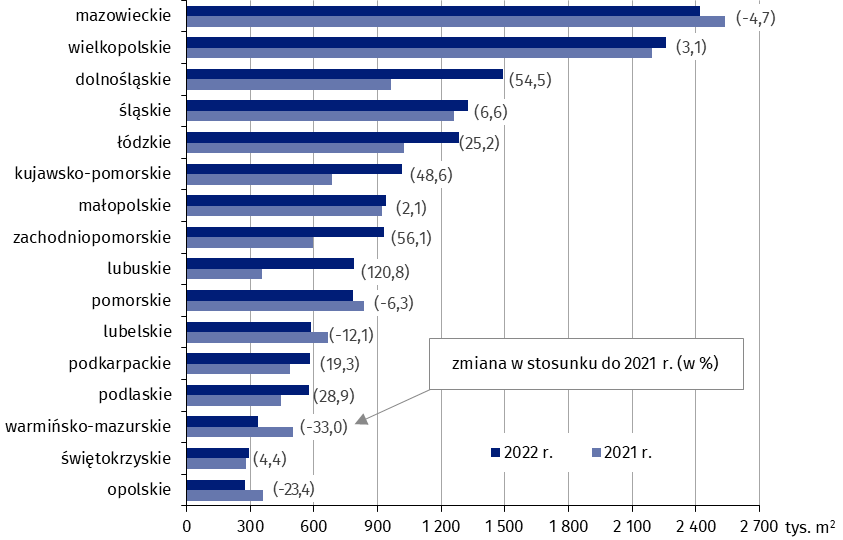 mazowieckie (-4,7)
wielkopolskie (3,1)
dolnośląskie (54,5)
śląskie (6,6)
łódzkie (25,2)
kujawsko-pomorskie (48,6)
małopolskie (2,1)
zachodniopomorskie (56,1)
lubuskie (120,8)
pomorskie (-6,3)
lubelskie (-12,1)
podkarpackie (19,3)
zmiana w stosunku do 2021 r. (w %)
podlaskie (28,9)
warmińsko-mazurskie (-33,0)
świętokrzyskie (4,4)
2022 r. 2021 r.
opolskie (-23,4)
0 300 600 900 1 200 1 500 1 800 2 100 2 400 2 700 tys. m²